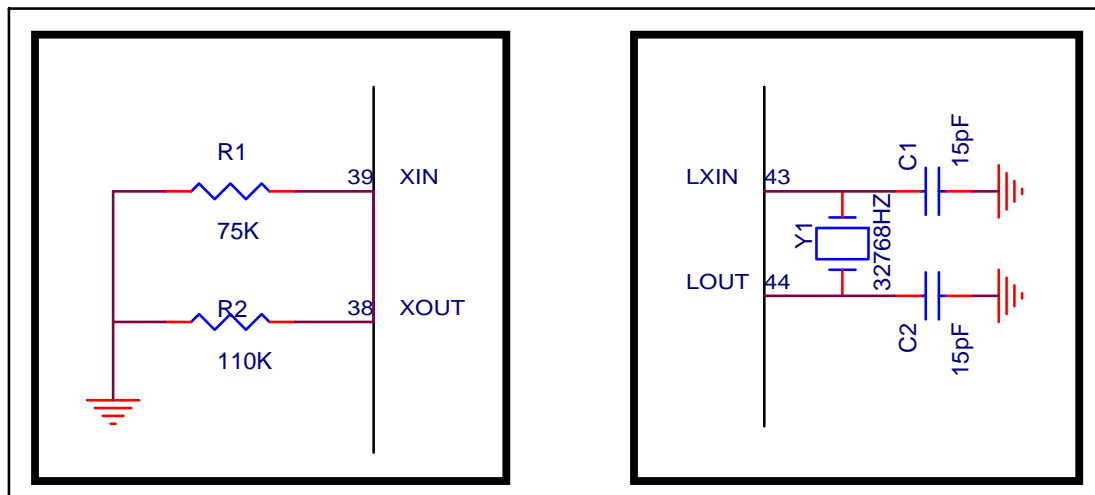 R1
39 XIN
75K
R2
38 XOUT
110K
LXIN 43
LOUT 44
Y1
32768HZ
C1
15pF
C2
15pF